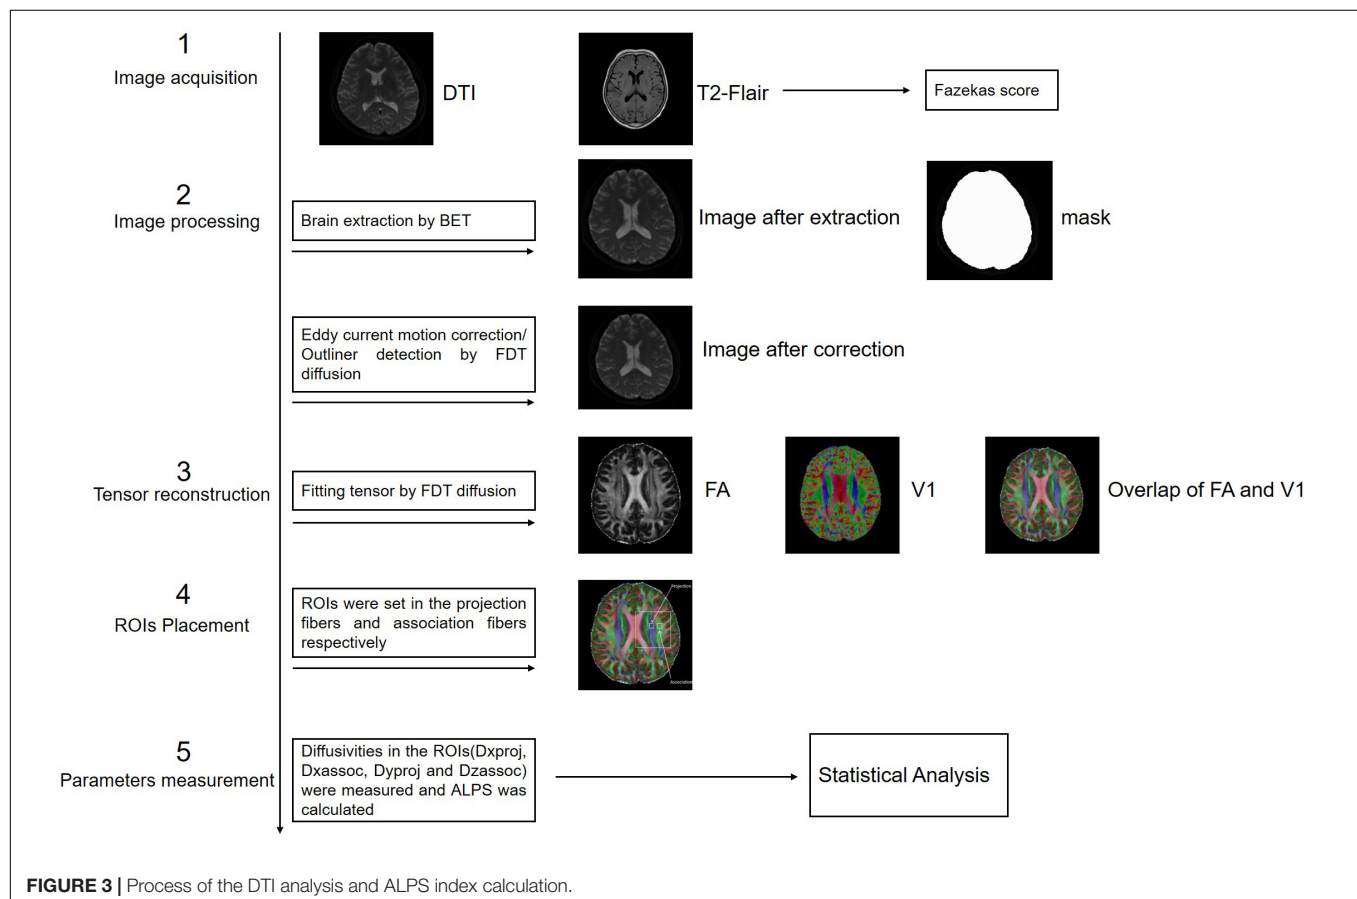 1
Image acquisition
DTI
T2-Flair
Fazekas score
2
Image processing
Brain extraction by BET
Image after extraction
mask
Eddy current motion correction/
Outliner detection by FDT
diffusion
Image after correction
3
Tensor reconstruction
Fitting tensor by FDT diffusion
FA
V1
Overlap of FA and V1
4
ROIs Placement
ROIs were set in the projection
fibers and association fibers
respectively
Projection
Association
5
Parameters measurement
Diffusivities in the ROIs(Dxproj,
Dxassoc, Dyproj and Dzassoc)
were measured and ALPS was
calculated
Statistical Analysis
FIGURE 3 | Process of the DTI analysis and ALPS index calculation.